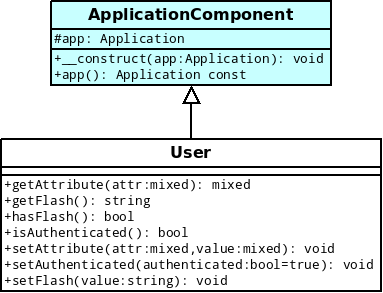 ApplicationComponent
#app: Application
+__construct(app:Application): void
+app(): Application const
User
+getAttribute(attr:mixed): mixed
+getFlash(): string
+hasFlash(): bool
+isAuthenticated(): bool
+setAttribute(attr:mixed,value:mixed): void
+setAuthenticated(authenticated:bool=true): void
+setFlash(value:string): void